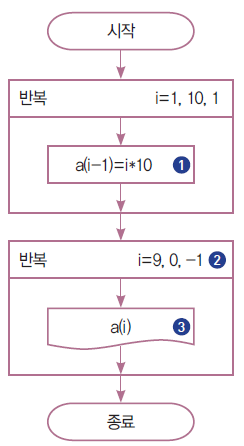 시작
반복 i=1, 10, 1
a(i-1)=i*10 1
반복 i=9, 0, -1 2
a(i) 3
종료